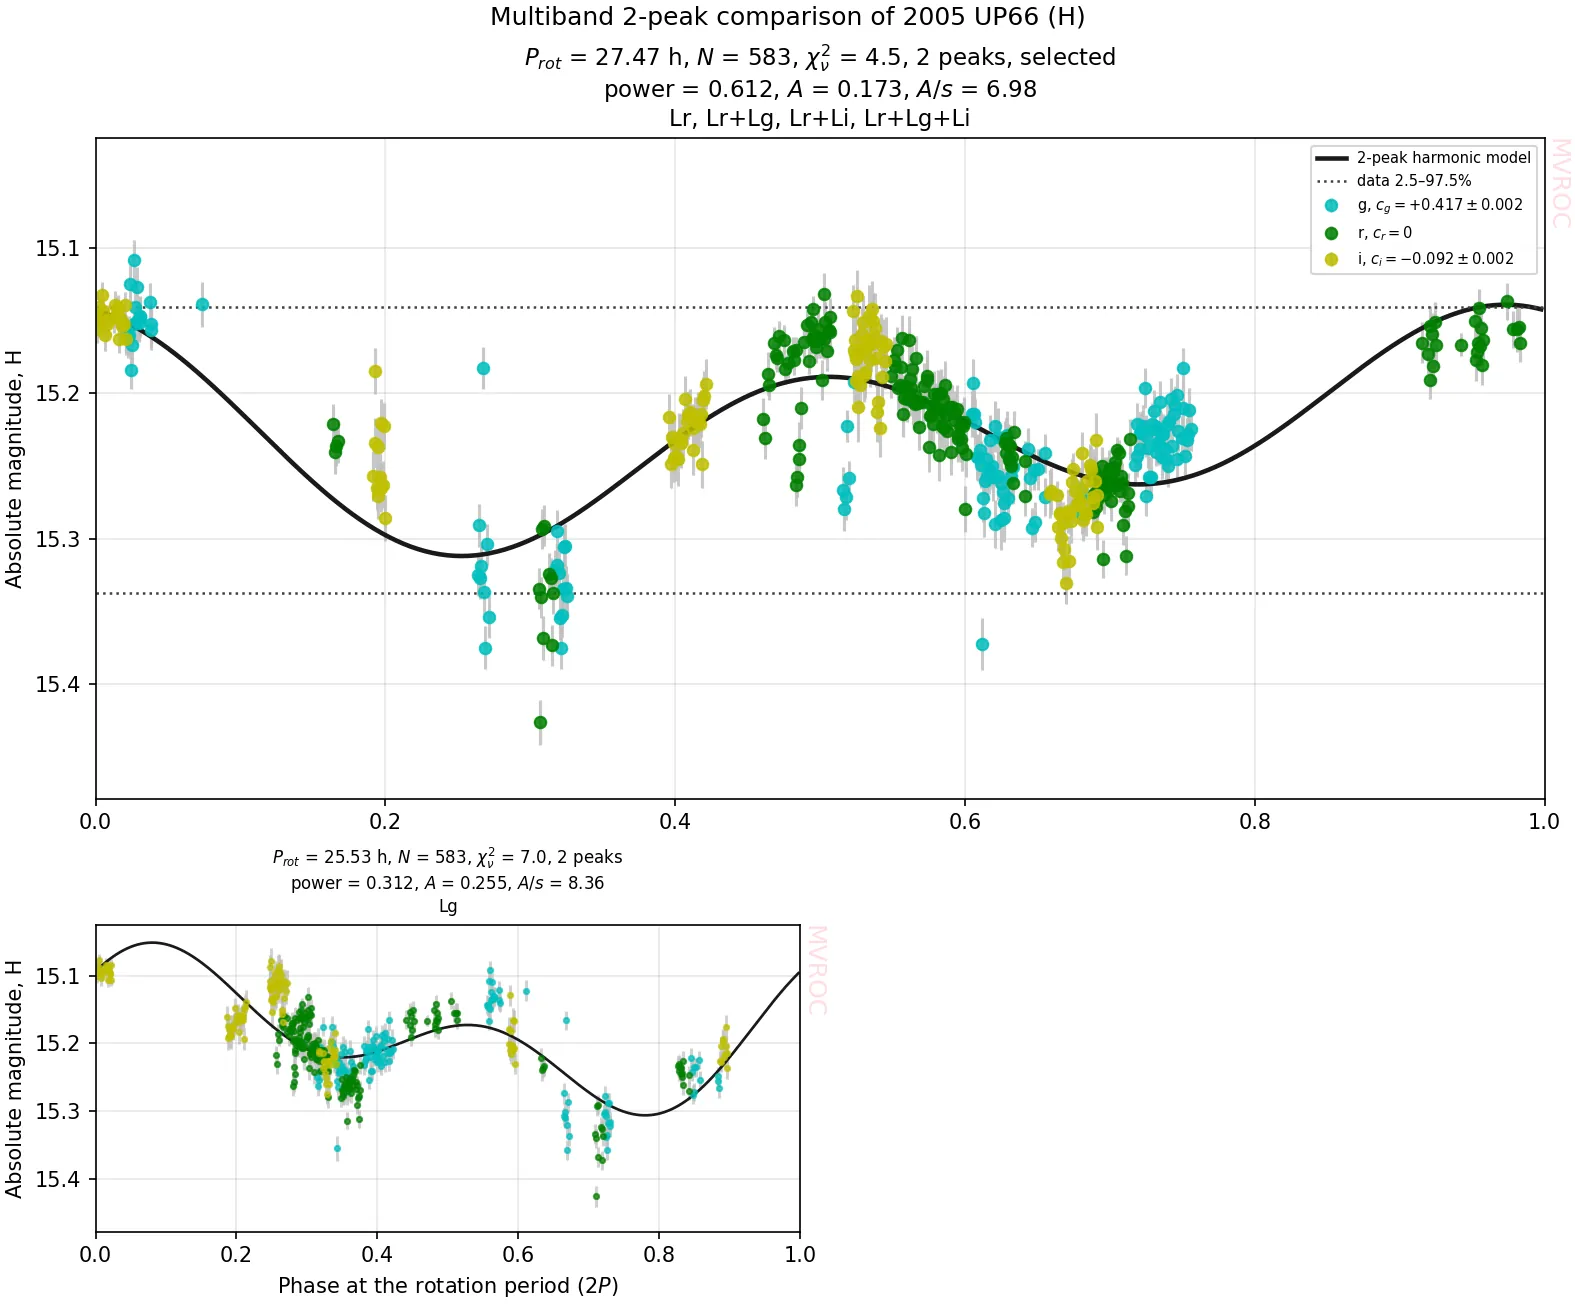 Multiband 2-peak comparison of 2005 UP66 (H)
P_rot = 27.47 h, N = 583, χ²_ν = 4.5, 2 peaks, selected
power = 0.612, A = 0.173, A/s = 6.98
Lr, Lr+Lg, Lr+Li, Lr+Lg+Li
MVROC
2-peak harmonic model
data 2.5–97.5%
g, c_g = +0.417 ± 0.002
r, c_r = 0
i, c_i = −0.092 ± 0.002
Absolute magnitude, H
15.1
15.2
15.3
15.4
0.0 0.2 0.4 0.6 0.8 1.0
P_rot = 25.53 h, N = 583, χ²_ν = 7.0, 2 peaks
power = 0.312, A = 0.255, A/s = 8.36
Lg
MVROC
Absolute magnitude, H
15.1
15.2
15.3
15.4
0.0 0.2 0.4 0.6 0.8 1.0
Phase at the rotation period (2P)